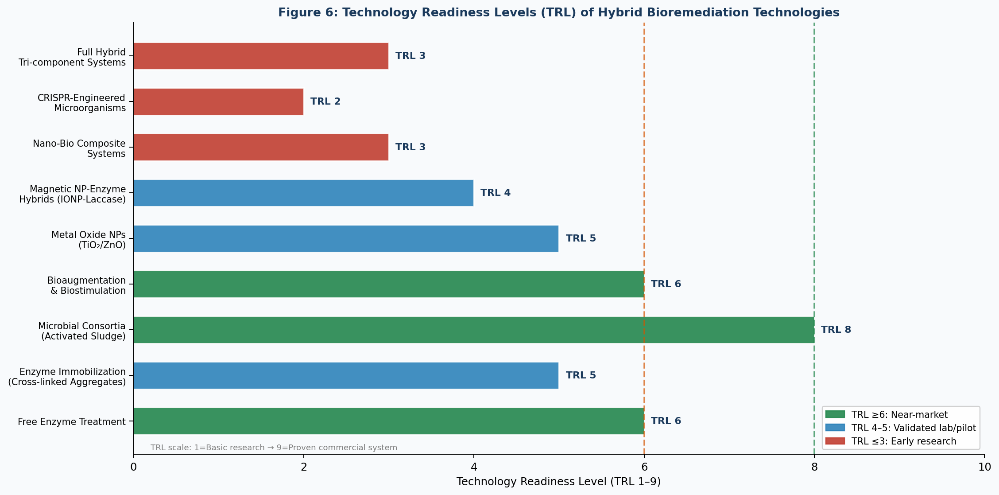 Figure 6: Technology Readiness Levels (TRL) of Hybrid Bioremediation Technologies
Full Hybrid
Tri-component Systems
TRL 3
CRISPR-Engineered
Microorganisms
TRL 2
Nano-Bio Composite
Systems
TRL 3
Magnetic NP-Enzyme
Hybrids (IONP-Laccase)
TRL 4
Metal Oxide NPs
(TiO₂/ZnO)
TRL 5
Bioaugmentation
& Biostimulation
TRL 6
Microbial Consortia
(Activated Sludge)
TRL 8
Enzyme Immobilization
(Cross-linked Aggregates)
TRL 5
Free Enzyme Treatment
TRL 6
TRL ≥6: Near-market
TRL 4–5: Validated lab/pilot
TRL ≤3: Early research
TRL scale: 1=Basic research → 9=Proven commercial system
0 2 4 6 8 10
Technology Readiness Level (TRL 1–9)